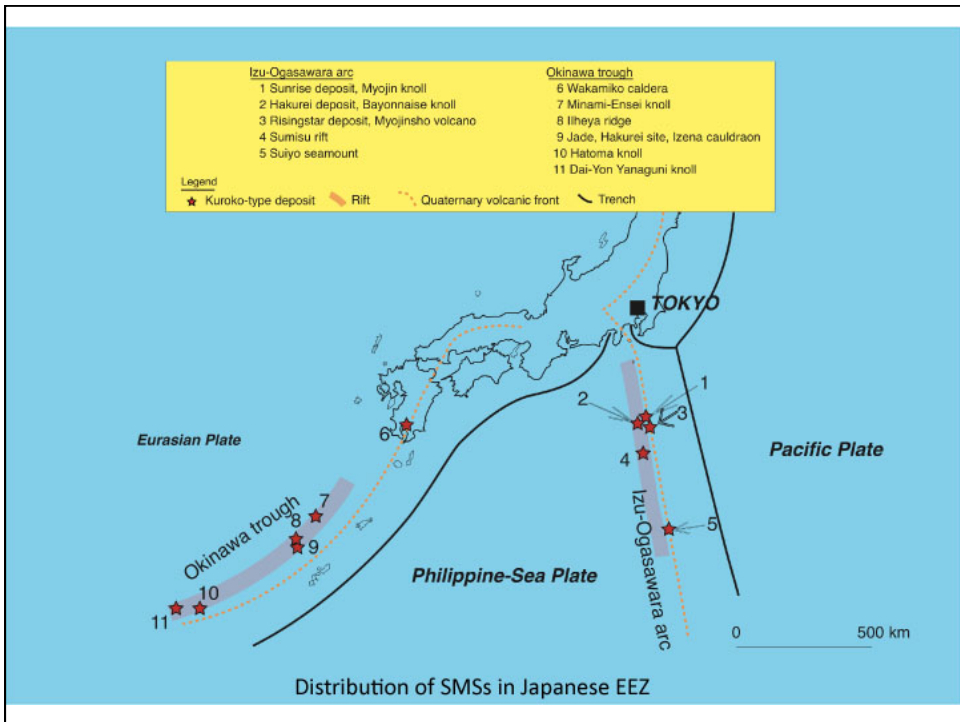 Izu-Ogasawara arc
1 Sunrise deposit, Myojin knoll
2 Hakurei deposit, Bayonnaise knoll
3 Risingstar deposit, Myojinsho volcano
4 Sumisu rift
5 Suiyo seamount
Okinawa trough
6 Wakamiko caldera
7 Minami-Ensei knoll
8 Ilheya ridge
9 Jade, Hakurei site, Izena cauldraon
10 Hatoma knoll
11 Dai-Yon Yanaguni knoll
Legend
Kuroko-type deposit
Rift
Quaternary volcanic front
Trench
TOKYO
1
2
3
6
Eurasian Plate
Pacific Plate
4
7
Okinawa trough
8
5
9
Izu-Ogasawara arc
Philippine-Sea Plate
10
11
0
500 km
Distribution of SMSs in Japanese EEZ